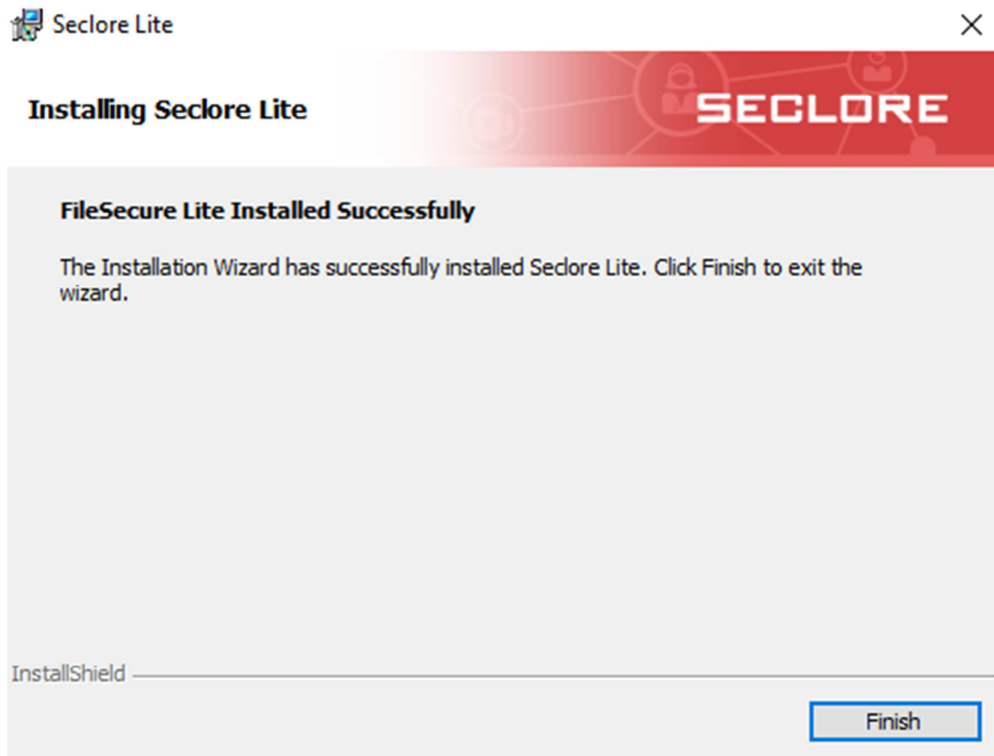 Seclore Lite
Installing Seclore Lite
SECLORE
FileSecure Lite Installed Successfully
The Installation Wizard has successfully installed Seclore Lite. Click Finish to exit the
wizard.
InstallShield
Finish